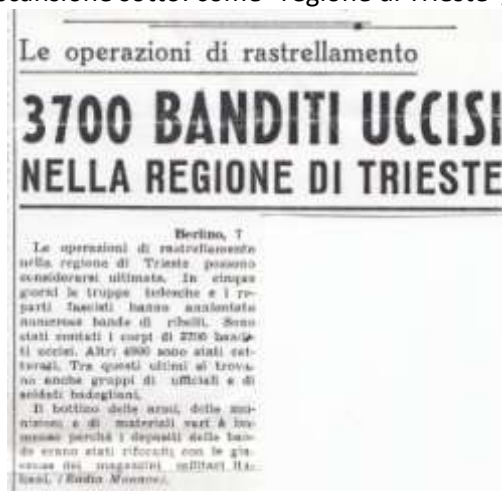 Le operazioni di rastrellamento
3700 BANDITI UCCISI
NELLA REGIONE DI TRIESTE
Berlino, 7
Le operazioni di rastrellamento
nella regione di Trieste possono
considerarsi ultimate. In cinque
giorni le truppe tedesche e i re-
parti fascisti hanno annientato
numerose bande di ribelli. Sono
stati contati i corpi di 3700 bandi-
ti uccisi. Altri 4900 sono stati cat-
turati. Tra questi ultimi si trova-
no anche gruppi di ufficiali e di
soldati badogliani.
Il bottino delle armi, delle mu-
nizioni e di materiali vari è im-
menso perchè i depositi delle ban-
de erano stati riforniti con le gia-
cenze dei magazzini militari ita-
liani. (Radio